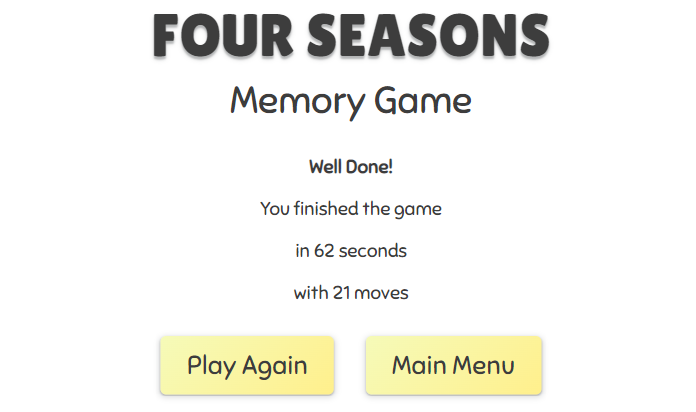 FOUR SEASONS
Memory Game
Well Done!
You finished the game
in 62 seconds
with 21 moves
Play Again
Main Menu